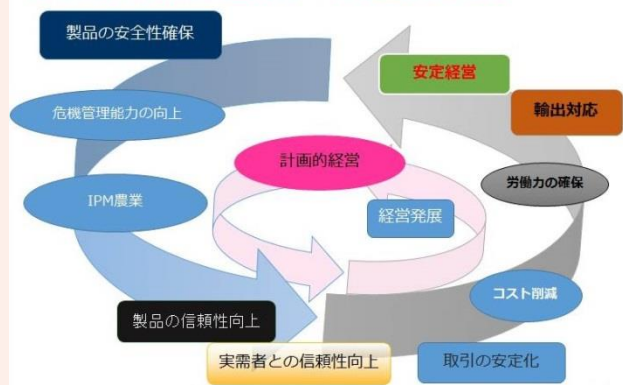 製品の安全性確保
安定経営
危機管理能力の向上
輸出対応
計画的経営
労働力の確保
IPM農業
経営発展
コスト削減
製品の信頼性向上
実需者との信頼性向上
取引の安定化